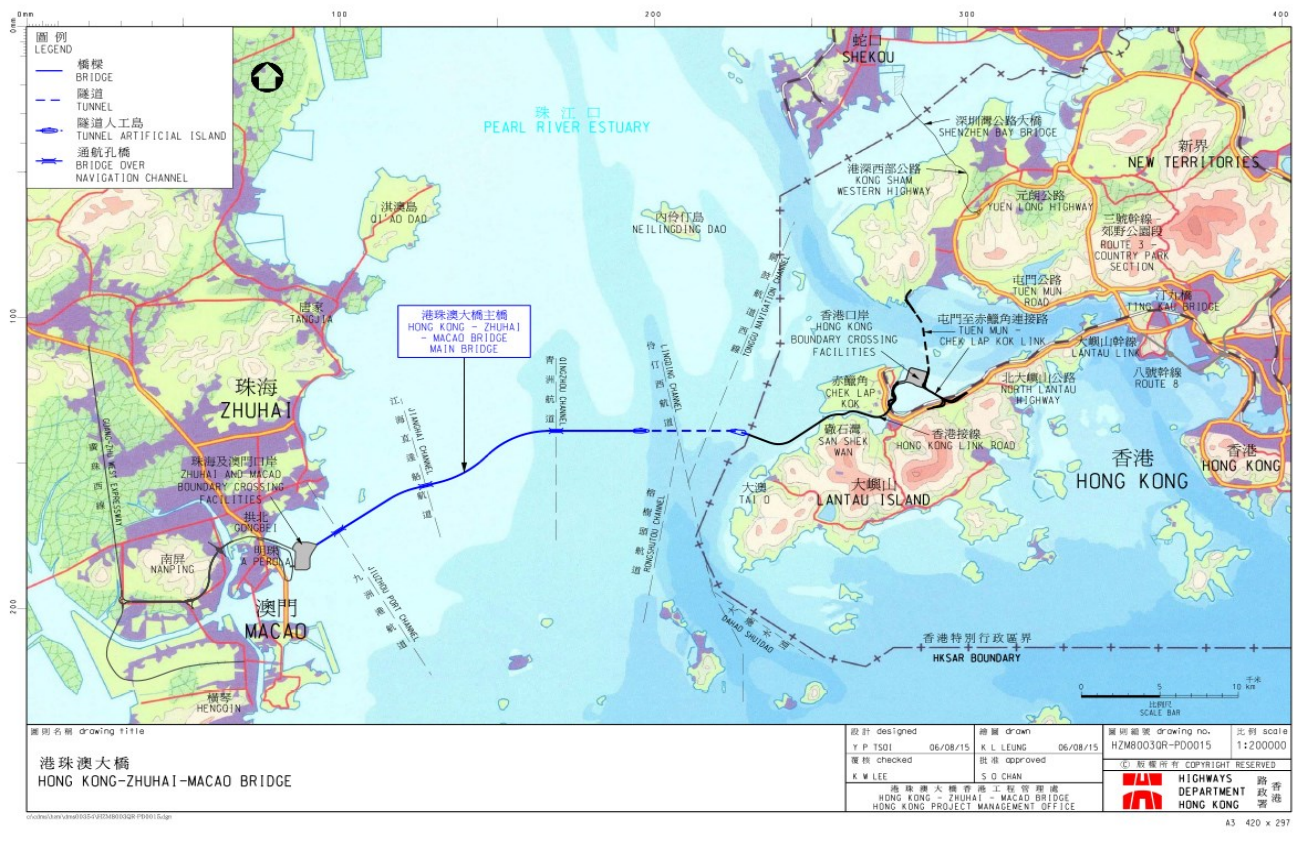 0mm
100
200
300
400
0mm
100
200
圖 例
LEGEND
橋樑
BRIDGE
隧道
TUNNEL
隧道人工島
TUNNEL ARTIFICIAL ISLAND
通航孔橋
BRIDGE OVER
NAVIGATION CHANNEL
珠 江 口
PEARL RIVER ESTUARY
蛇口
SHEKOU
深圳灣公路大橋
SHENZHEN BAY BRIDGE
新界
NEW TERRITORIES
港深西部公路
KONG SHAM
WESTERN HIGHWAY
元朗公路
YUEN LONG HIGHWAY
三號幹線 -
郊野公園段
ROUTE 3 -
COUNTRY PARK
SECTION
淇澳島
QI'AO DAO
內伶仃島
NEILINGDING DAO
屯門公路
TUEN MUN
ROAD
汀九橋
TING KAU BRIDGE
唐家
TANGJIA
港珠澳大橋主橋
HONG KONG - ZHUHAI
- MACAO BRIDGE
MAIN BRIDGE
香港口岸
HONG KONG
BOUNDARY CROSSING
FACILITIES
屯門至赤鱲角連接路
TUEN MUN -
CHEK LAP KOK LINK
大嶼山幹線
LANTAU LINK
八號幹線
ROUTE 8
TONGGU NAVIGATION CHANNEL
伶仃西航道
LINGDING CHANNEL
青洲航道
QINGZHOU CHANNEL
江海直達船航道
JIANGHAI CHANNEL
珠海
ZHUHAI
赤鱲角
CHEK LAP
KOK
北大嶼山公路
NORTH LANTAU
HIGHWAY
䃟石灣
SAN SHEK
WAN
香港接線
HONG KONG LINK ROAD
香港
HONG KONG
香港
HONG KONG
大澳
TAI O
大嶼山
LANTAU ISLAND
廣珠西線
GUANG-ZHU WEST EXPRESSWAY
珠海及澳門口岸
ZHUHAI AND MACAO
BOUNDARY CROSSING
FACILITIES
拱北
GONGBEI
明珠
A PEROLA
南屏
NANPING
榕樹頭航道
RONGSHUTOU CHANNEL
九洲港航道
JIUZHOU PORT CHANNEL
澳門
MACAO
大濠水道
DAHAO SHUIDAO
香港特別行政區界
HKSAR BOUNDARY
橫琴
HENGQIN
0
5
10
千米
km
比例尺
SCALE BAR
圖則名稱 drawing title
港珠澳大橋
HONG KONG-ZHUHAI-MACAO BRIDGE
設計 designed
Y P TSOI 06/08/15
繪圖 drawn
K L LEUNG 06/08/15
覆核 checked
K W LEE
批准 approved
S O CHAN
港珠澳大橋香港工程管理處
HONG KONG - ZHUHAI - MACAO BRIDGE
HONG KONG PROJECT MANAGEMENT OFFICE
圖則編號 drawing no.
HZM8003QR-PD0015
比例 scale
1:200000
© 版權所有 COPYRIGHT RESERVED
HIGHWAYS
DEPARTMENT
HONG KONG
香港
路政署
A3 420 x 297